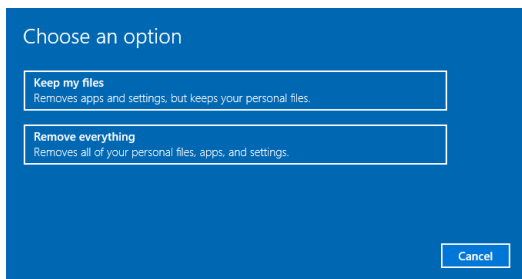 Choose an option
Keep my files
Removes apps and settings, but keeps your personal files.
Remove everything
Removes all of your personal files, apps, and settings.
Cancel